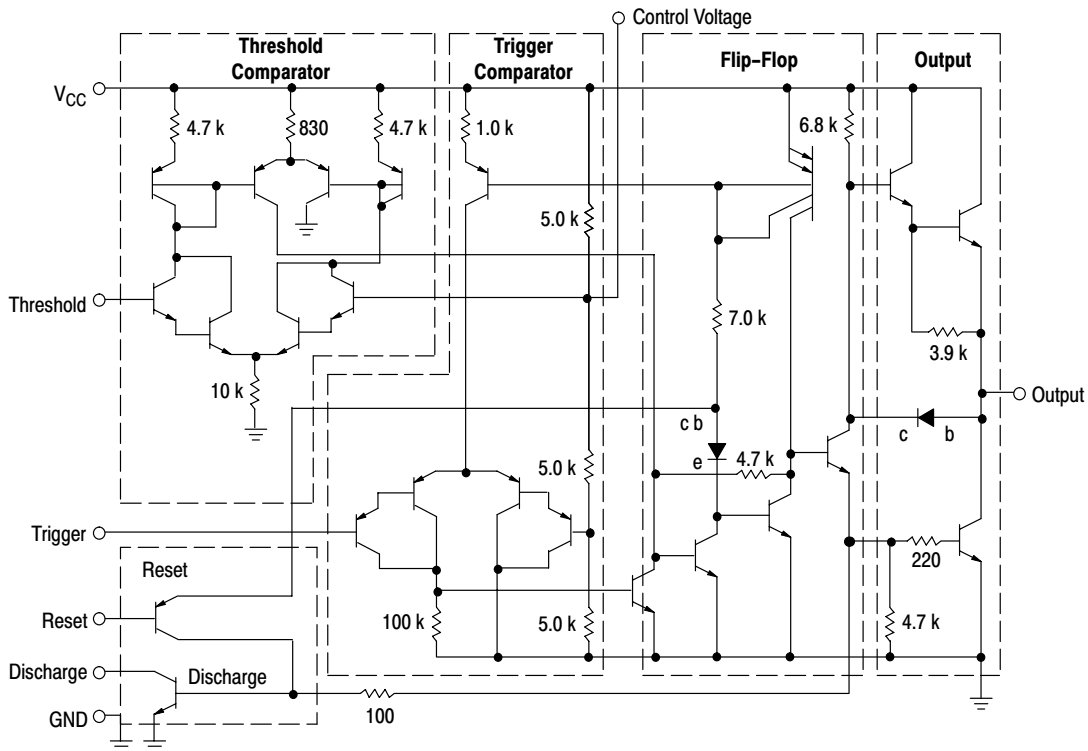 Control Voltage
Threshold
Comparator
Trigger
Comparator
Flip–Flop
Output
VCC
4.7 k
830
4.7 k
1.0 k
6.8 k
5.0 k
Threshold
7.0 k
3.9 k
10 k
Output
c b
c
b
e
4.7 k
5.0 k
Trigger
220
Reset
Reset
100 k
5.0 k
4.7 k
Discharge
Discharge
GND
100